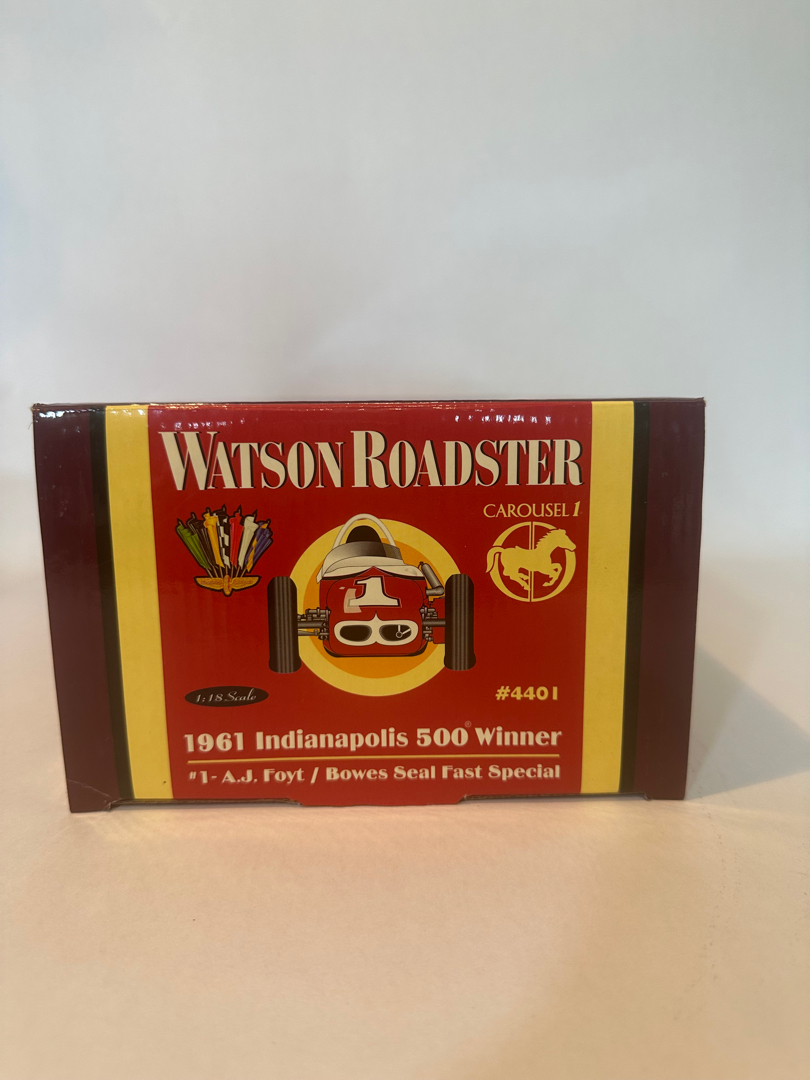 WATSON ROADSTER
CAROUSEL 1
1
1:18 Scale
#4401
1961 Indianapolis 500® Winner
#1- A.J. Foyt / Bowes Seal Fast Special